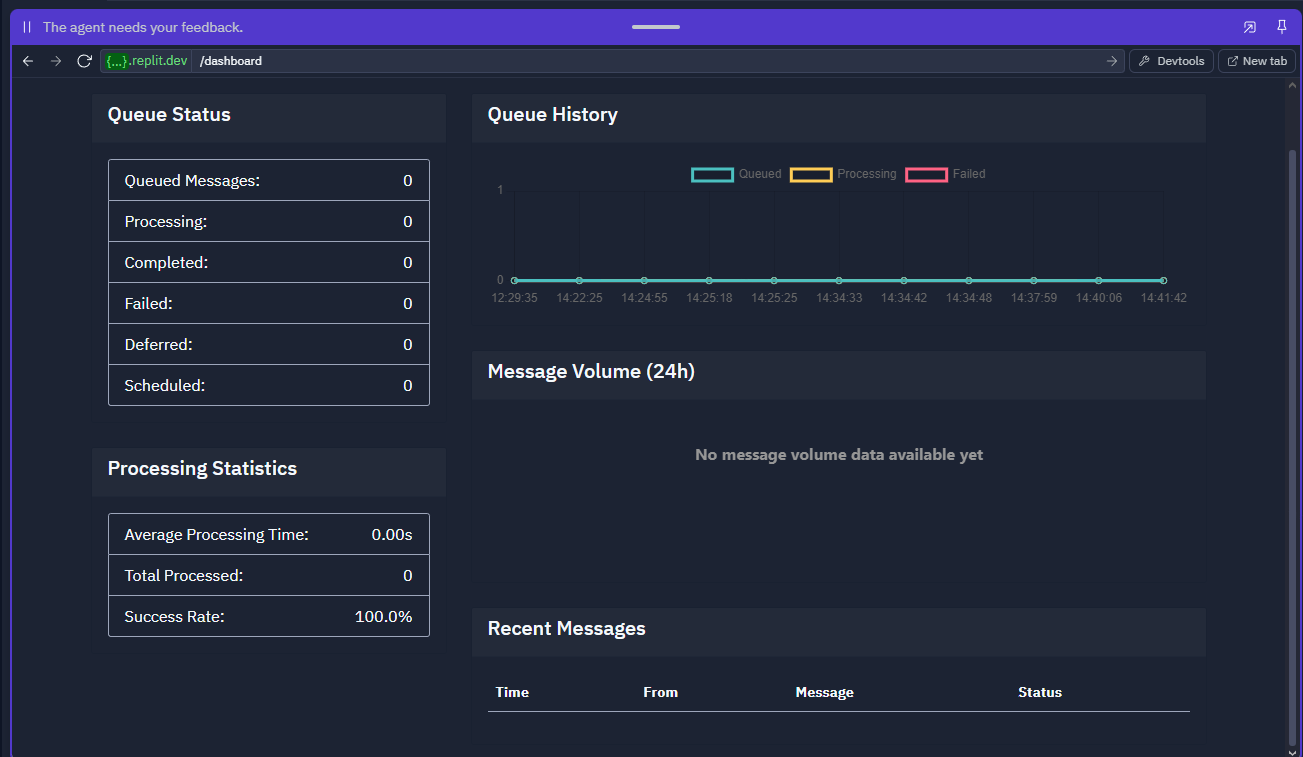 The agent needs your feedback.
{...}.replit.dev /dashboard
Devtools
New tab
Queue Status
Queued Messages: 0
Processing: 0
Completed: 0
Failed: 0
Deferred: 0
Scheduled: 0
Processing Statistics
Average Processing Time: 0.00s
Total Processed: 0
Success Rate: 100.0%
Queue History
Queued Processing Failed
1
0
12:29:35 14:22:25 14:24:55 14:25:18 14:25:25 14:34:33 14:34:42 14:34:48 14:37:59 14:40:06 14:41:42
Message Volume (24h)
No message volume data available yet
Recent Messages
Time From Message Status